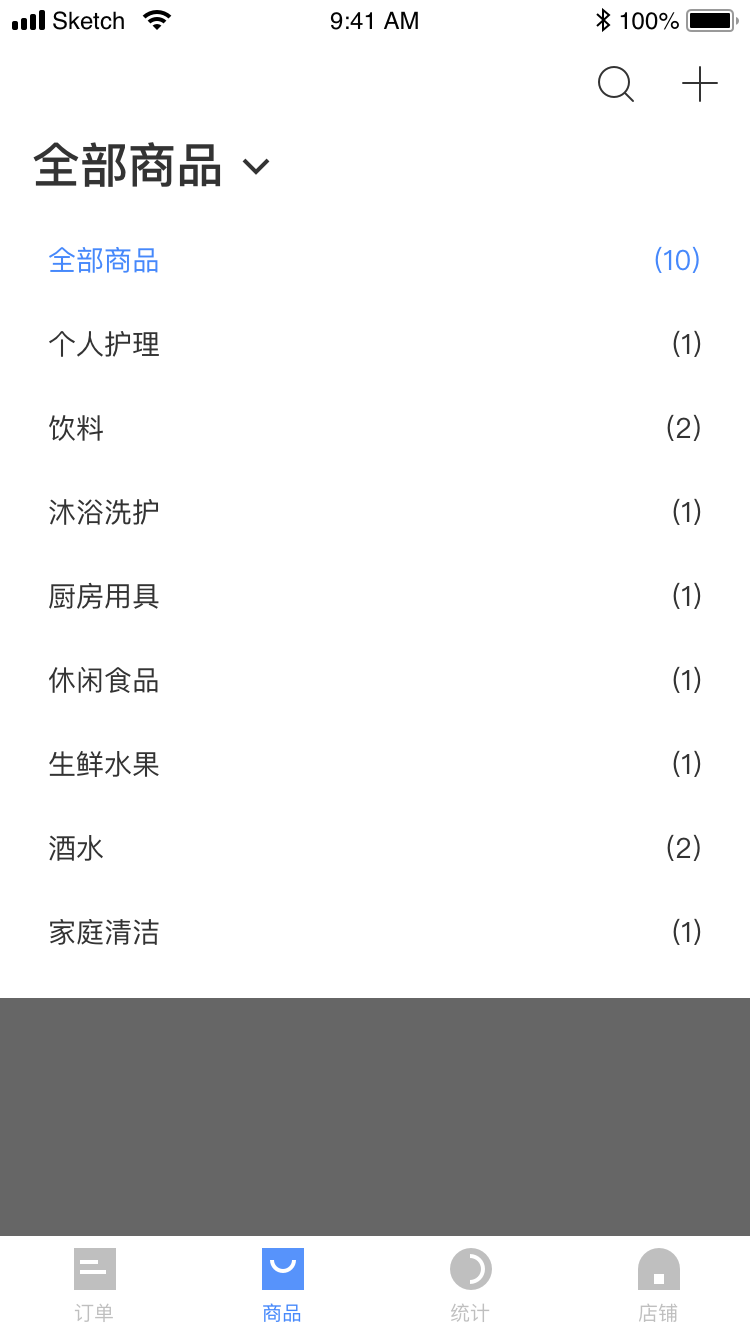 Sketch 9:41 AM 100%
全部商品
全部商品 (10)
个人护理 (1)
饮料 (2)
沐浴洗护 (1)
厨房用具 (1)
休闲食品 (1)
生鲜水果 (1)
酒水 (2)
家庭清洁 (1)
订单 商品 统计 店铺